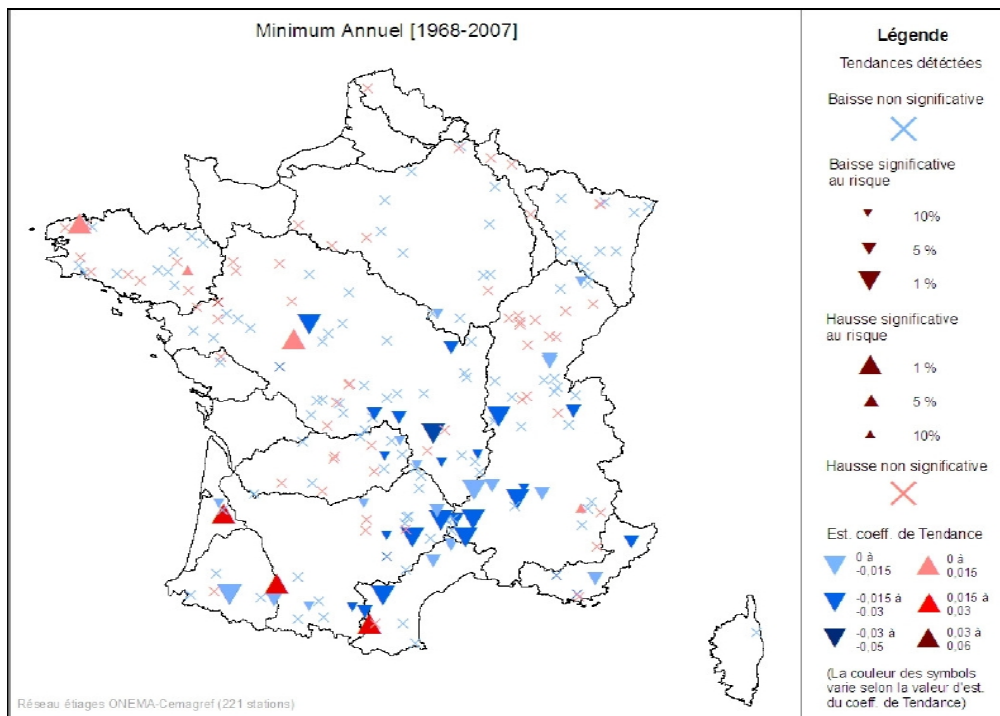 Minimum Annuel [1968-2007]
Légende
Tendances détéctées
Baisse non significative
Baisse significative
au risque
10%
5 %
1 %
Hausse significative
au risque
1 %
5 %
10%
Hausse non significative
Est. coeff. de Tendance
0 à
-0,015
0 à
0,015
-0,015 à
-0,03
0,015 à
0,03
-0,03 à
-0,05
0,03 à
0,06
(La couleur des symbols
varie selon la valeur d'est.
du coeff. de Tendance)
Réseau étiages ONEMA-Cemagref (221 stations)